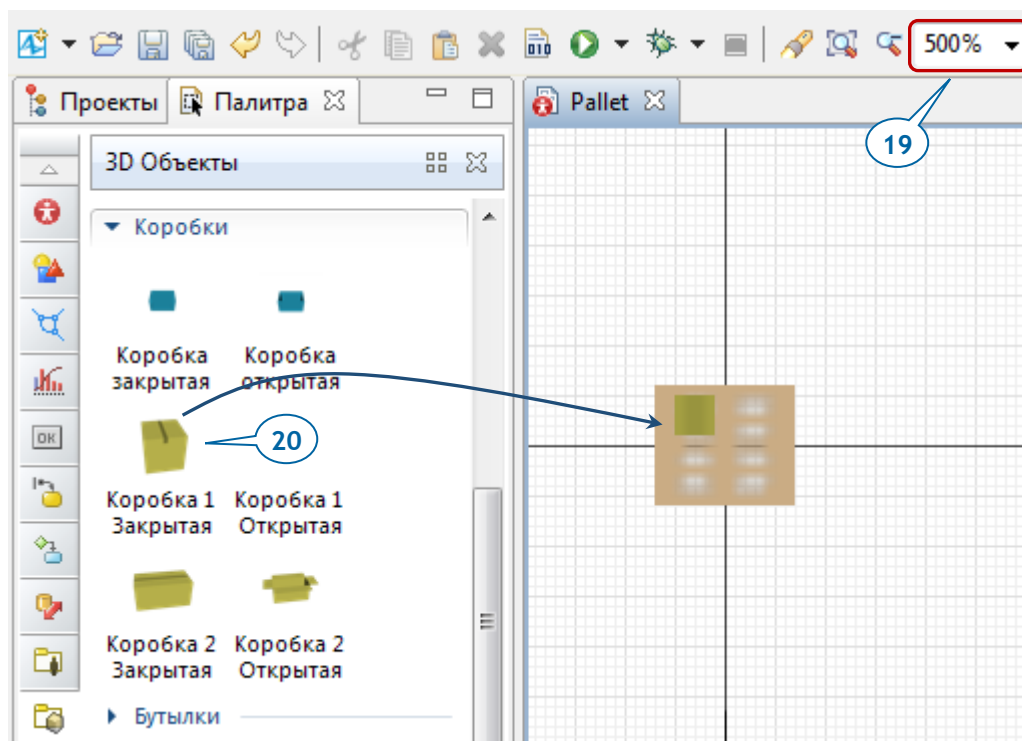 500%
Проекты
Палитра
Pallet
19
3D Объекты
Коробки
Коробка закрытая
Коробка открытая
20
Коробка 1 Закрытая
Коробка 1 Открытая
OK
Коробка 2 Закрытая
Коробка 2 Открытая
Бутылки